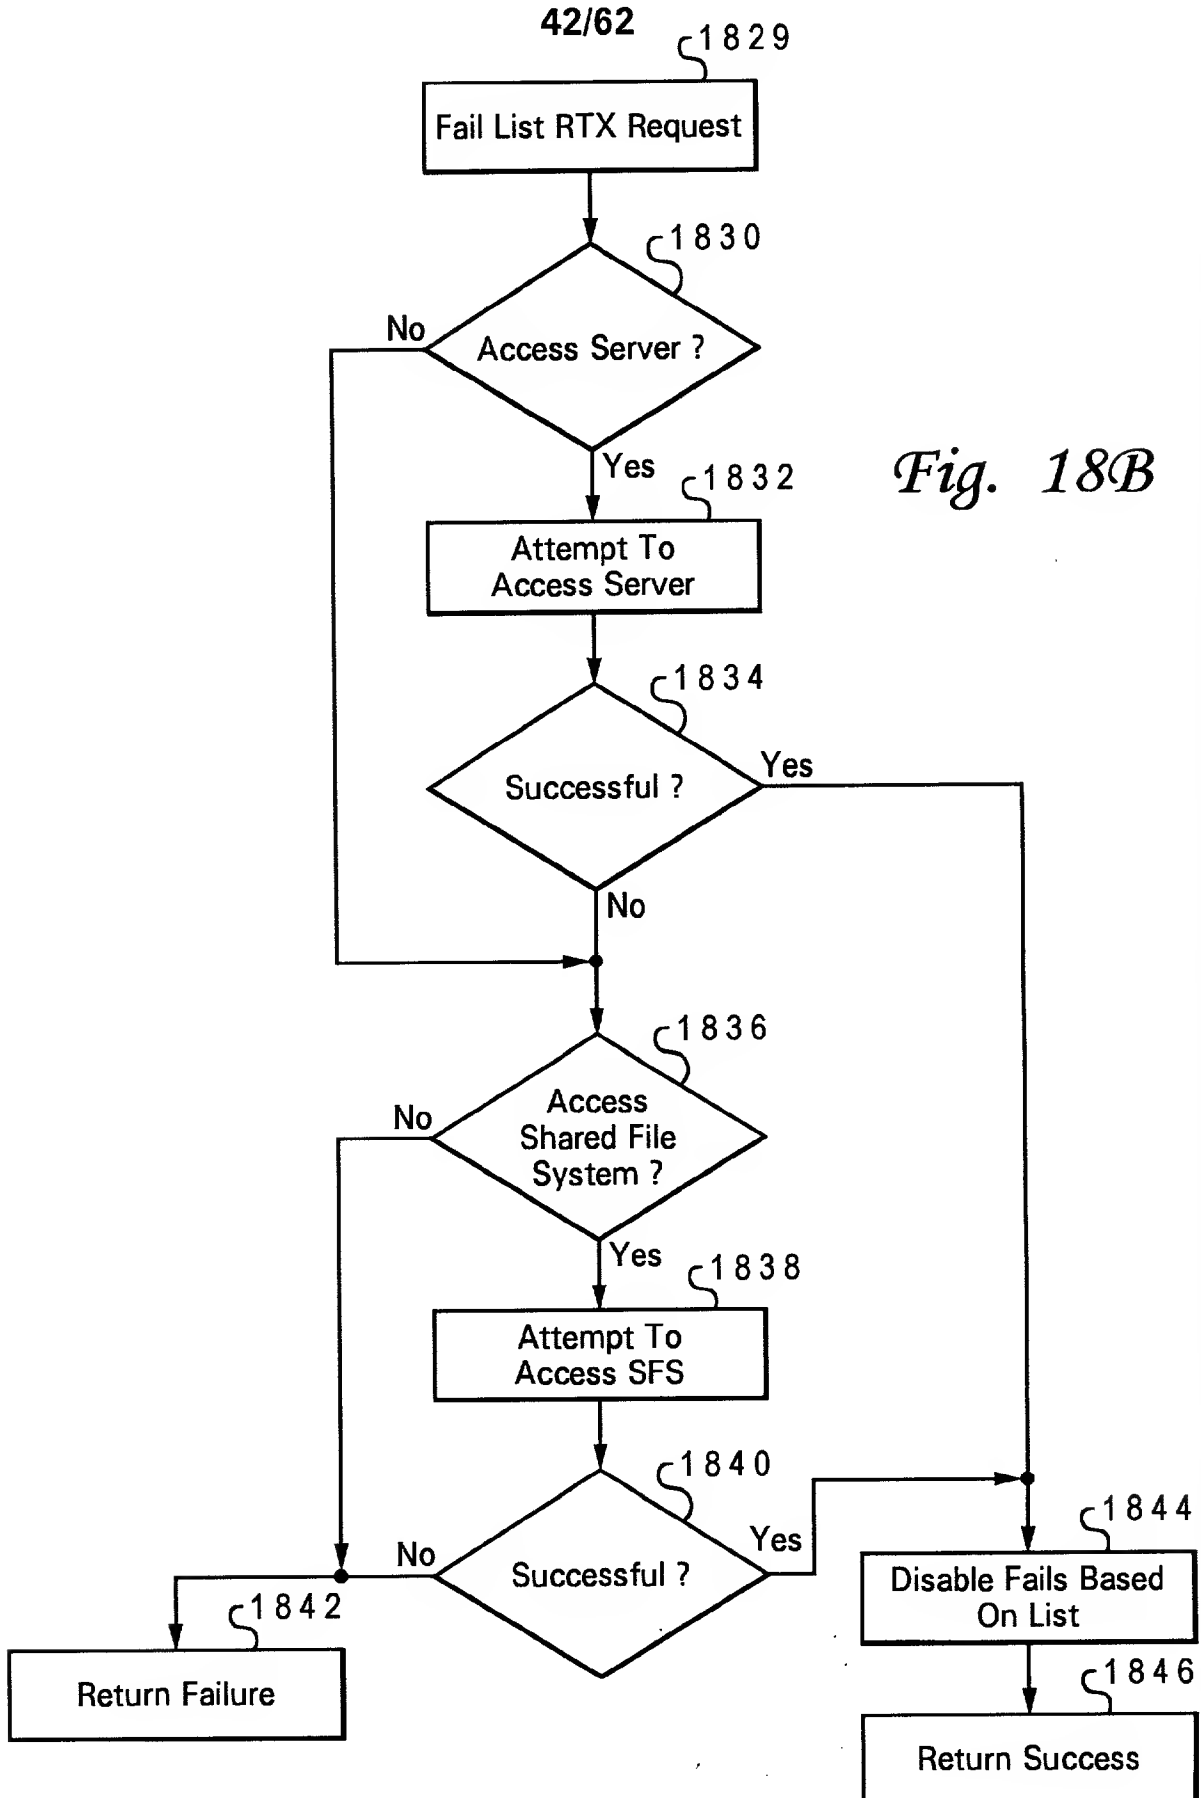 42/62
1829
Fail List RTX Request
1830
No
Access Server ?
Yes
Fig. 18B
1832
Attempt To
Access Server
1834
Yes
Successful ?
No
1836
No
Access
Shared File
System ?
Yes
1838
Attempt To
Access SFS
1840
No
Yes
Successful ?
1844
Disable Fails Based
On List
1842
Return Failure
1846
Return Success